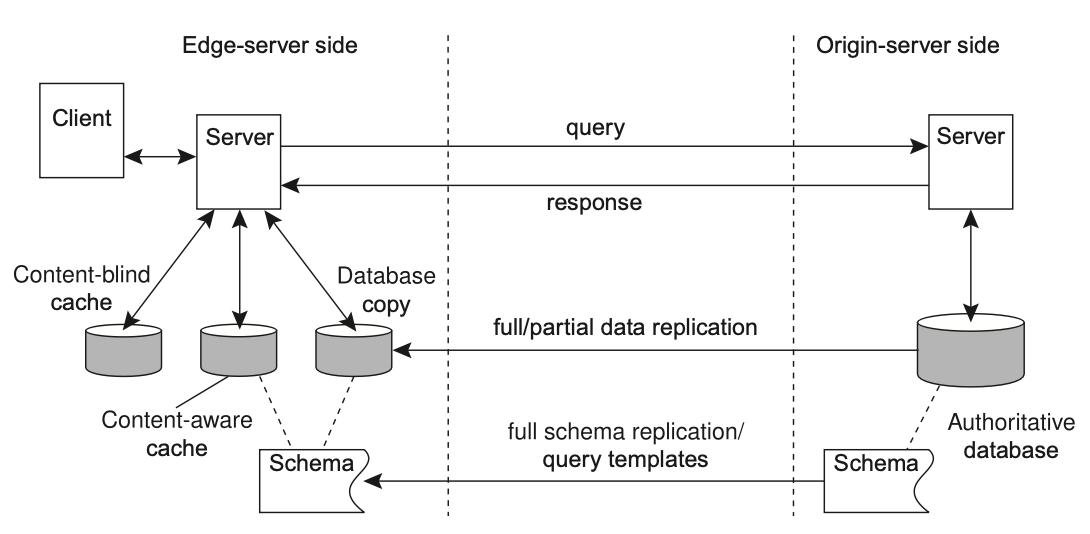 Edge-server side
Origin-server side
Client
Server
query
Server
response
Content-blind
cache
Database
copy
full/partial data replication
Content-aware
cache
full schema replication/
query templates
Authoritative
database
Schema
Schema